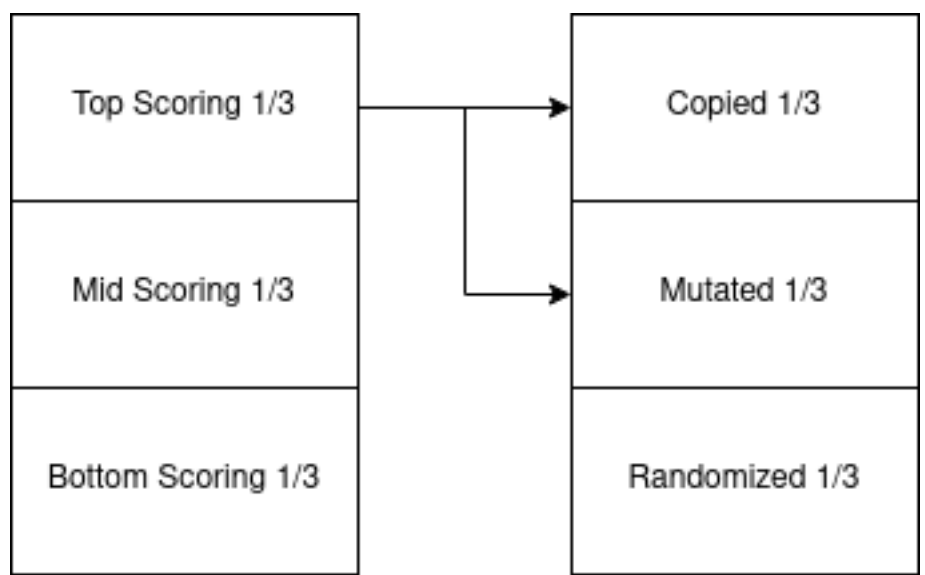 Top Scoring 1/3
Copied 1/3
Mid Scoring 1/3
Mutated 1/3
Bottom Scoring 1/3
Randomized 1/3